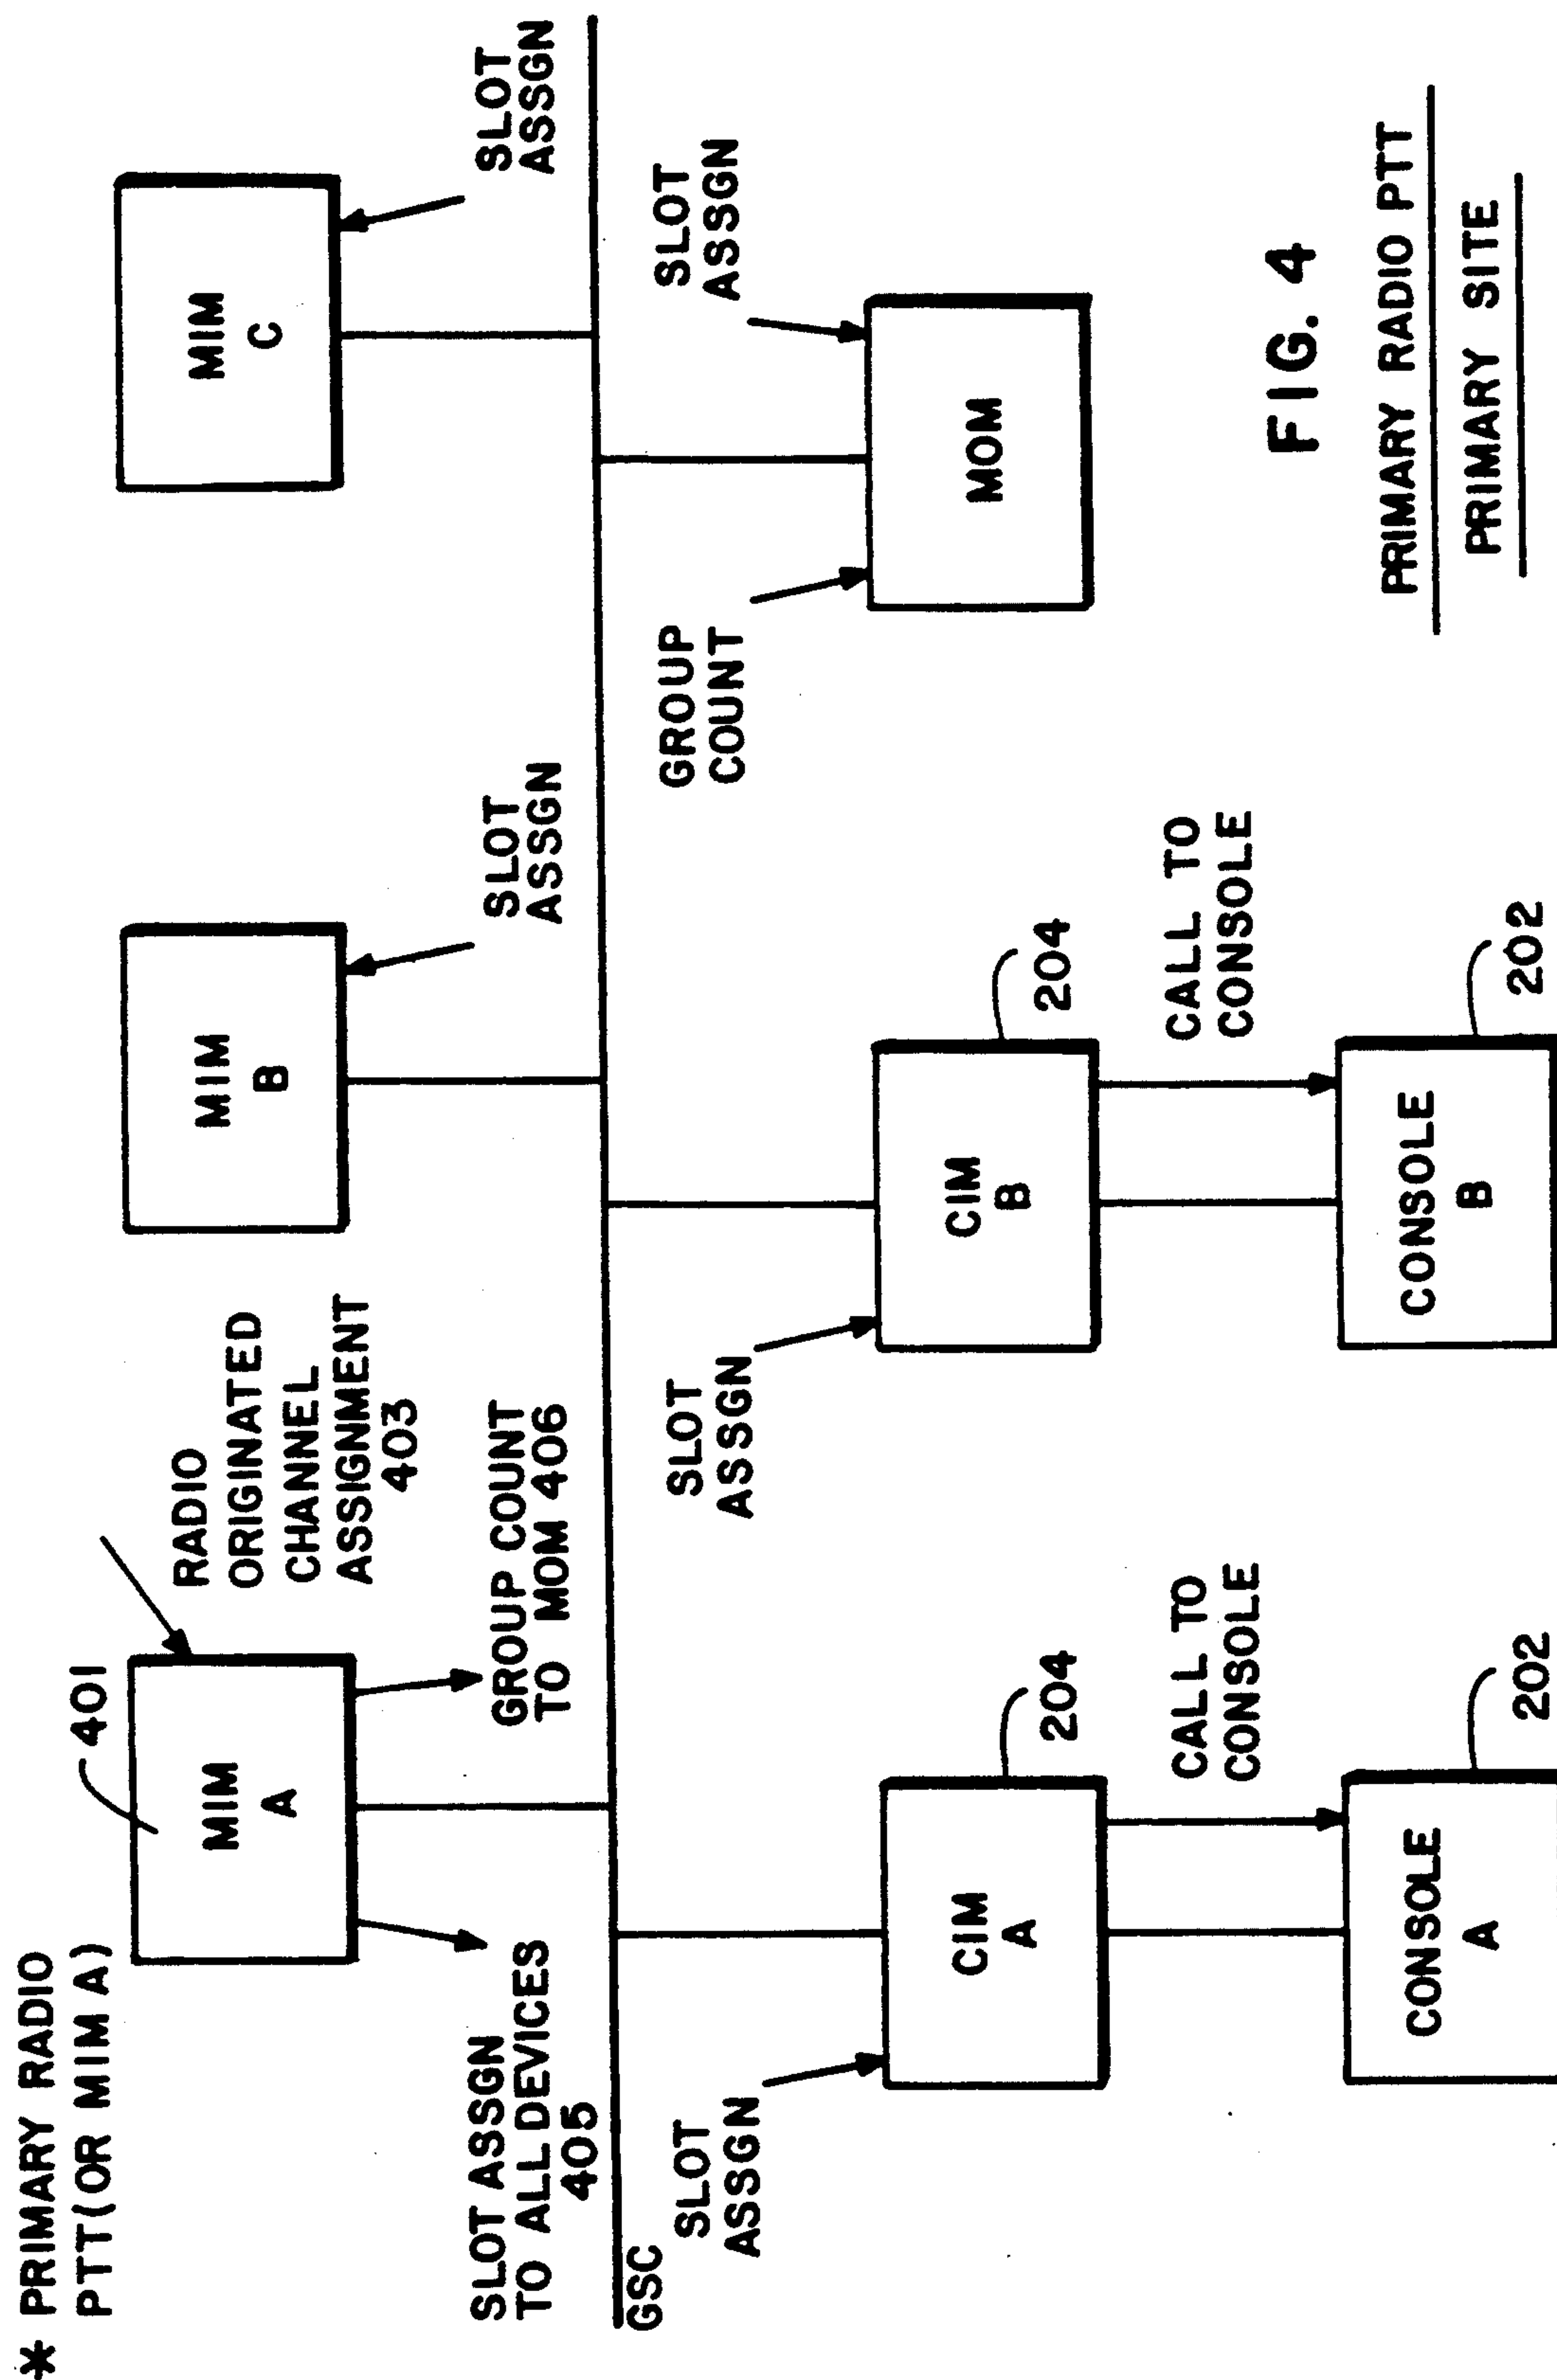 * PRIMARY RADIO
PTT(OR MIM A)
401
MIM
A
RADIO
ORIGINATED
CHANNEL
ASSIGNMENT
403
SLOT ASSGN
TO ALL DEVICES
405
GROUP COUNT
TO MOM 406
MIM
B
SLOT
ASSGN
MIM
C
SLOT
ASSGN
GSC
SLOT
ASSGN
CIM
A
204
CALL TO
CONSOLE
CONSOLE
A
202
SLOT
ASSGN
CIM
B
204
CALL TO
CONSOLE
CONSOLE
B
202
GROUP
COUNT
MOM
SLOT
ASSGN
FIG. 4
PRIMARY RADIO PTT
PRIMARY SITE